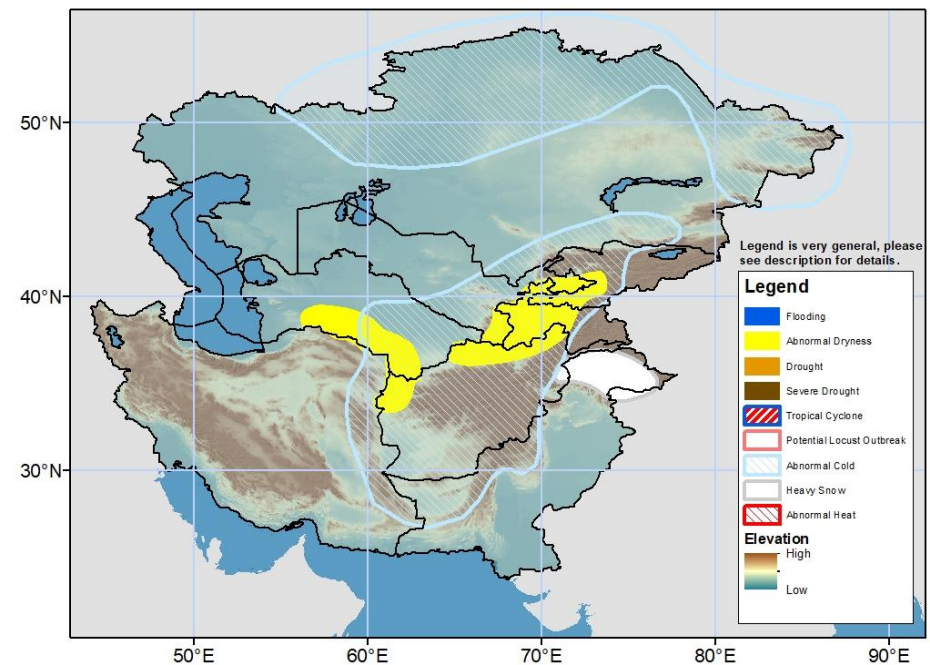 50°N
40°N
30°N
50°E
60°E
70°E
80°E
90°E
Legend is very general, please
see description for details.
Legend
Flooding
Abnormal Dryness
Drought
Severe Drought
Tropical Cyclone
Potential Locust Outbreak
Abnormal Cold
Heavy Snow
Abnormal Heat
Elevation
High
Low